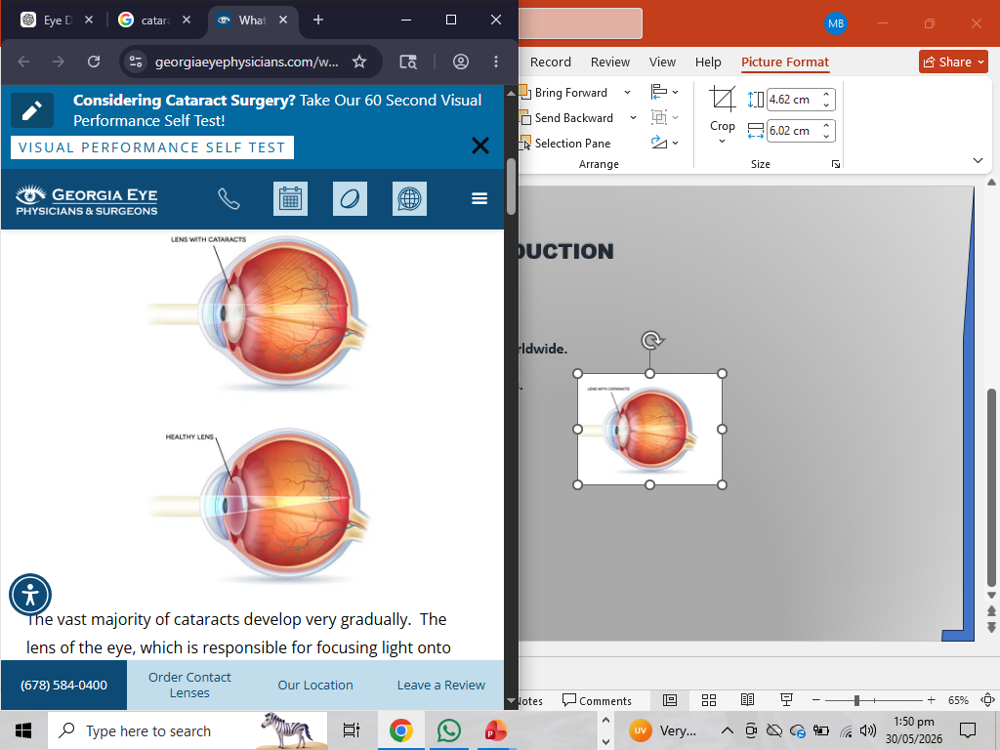 Eye D
catar
What
georgiaeyephysicians.com/w...
Considering Cataract Surgery? Take Our 60 Second Visual
Performance Self Test!
VISUAL PERFORMANCE SELF TEST
GEORGIA EYE
PHYSICIANS & SURGEONS
LENS WITH CATARACTS
HEALTHY LENS
The vast majority of cataracts develop very gradually. The
lens of the eye, which is responsible for focusing light onto
(678) 584-0400
Order Contact
Lenses
Our Location
Leave a Review
MB
Record
Review
View
Help
Picture Format
Share
Bring Forward
Send Backward
Selection Pane
Arrange
Crop
4.62 cm
6.02 cm
Size
DUCTION
rldwide.
LENS WITH CATARACTS
Notes
Comments
65%
Type here to search
UV
Very...
1:50 pm
30/05/2026